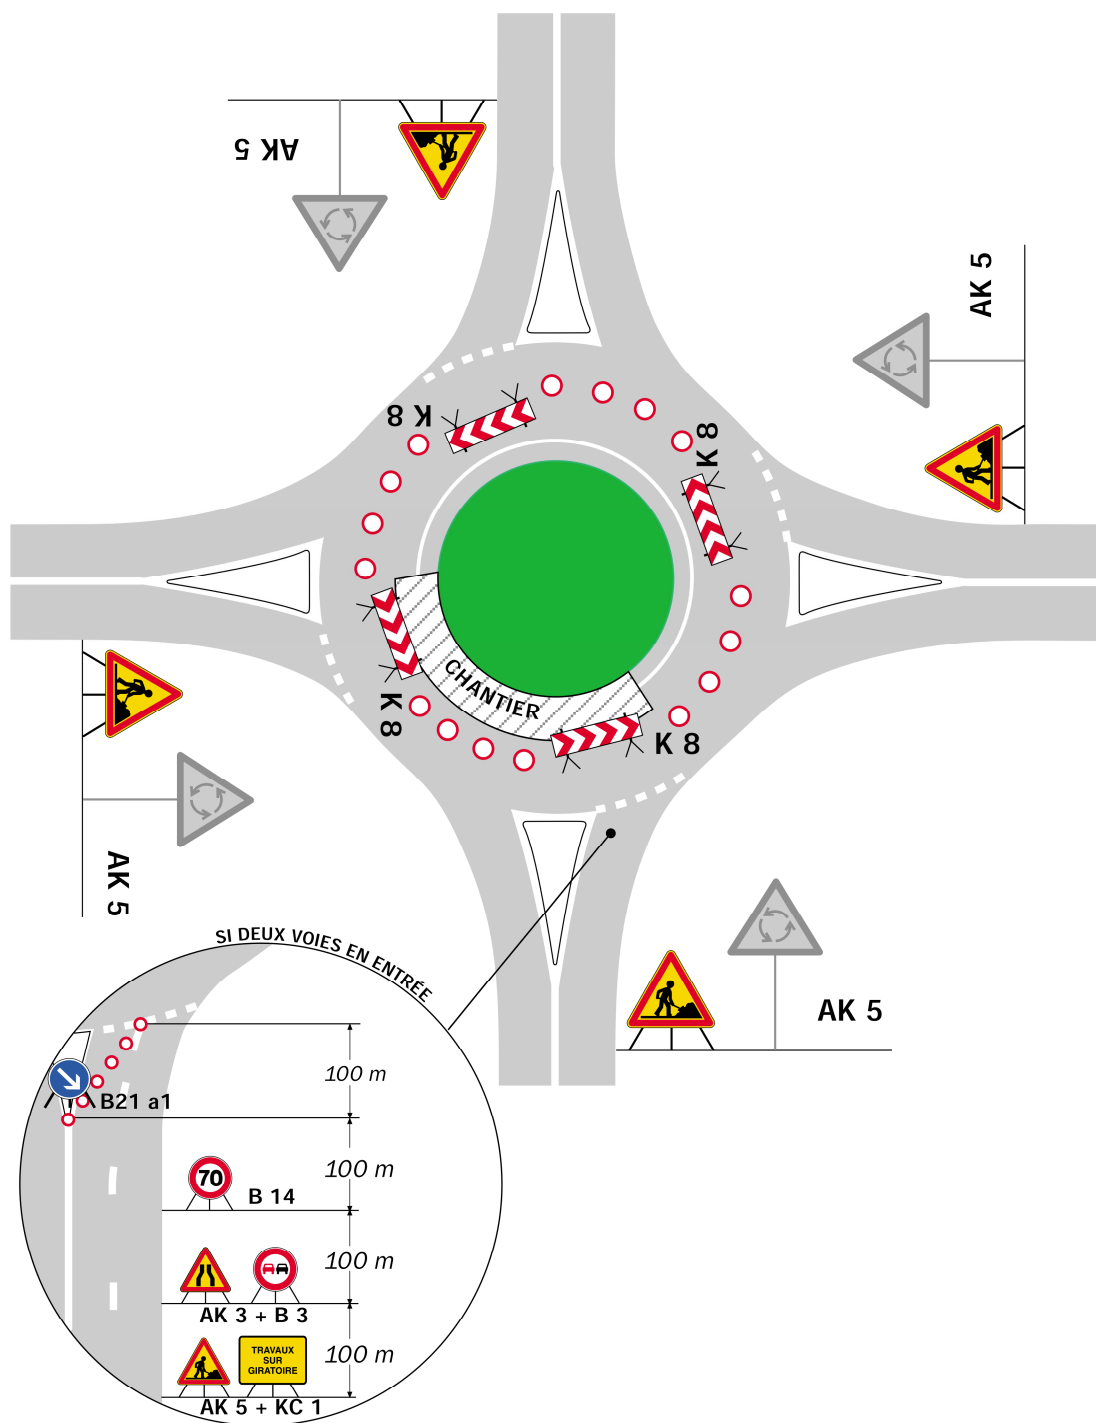 AK 5
AK 5
K 8
K 8
CHANTIER
K 8
K 8
AK 5
AK 5
SI DEUX VOIES EN ENTRÉE
100 m
B21 a1
100 m
70
B 14
100 m
AK 3 + B 3
TRAVAUX
SUR
GIRATOIRE
100 m
AK 5 + KC 1